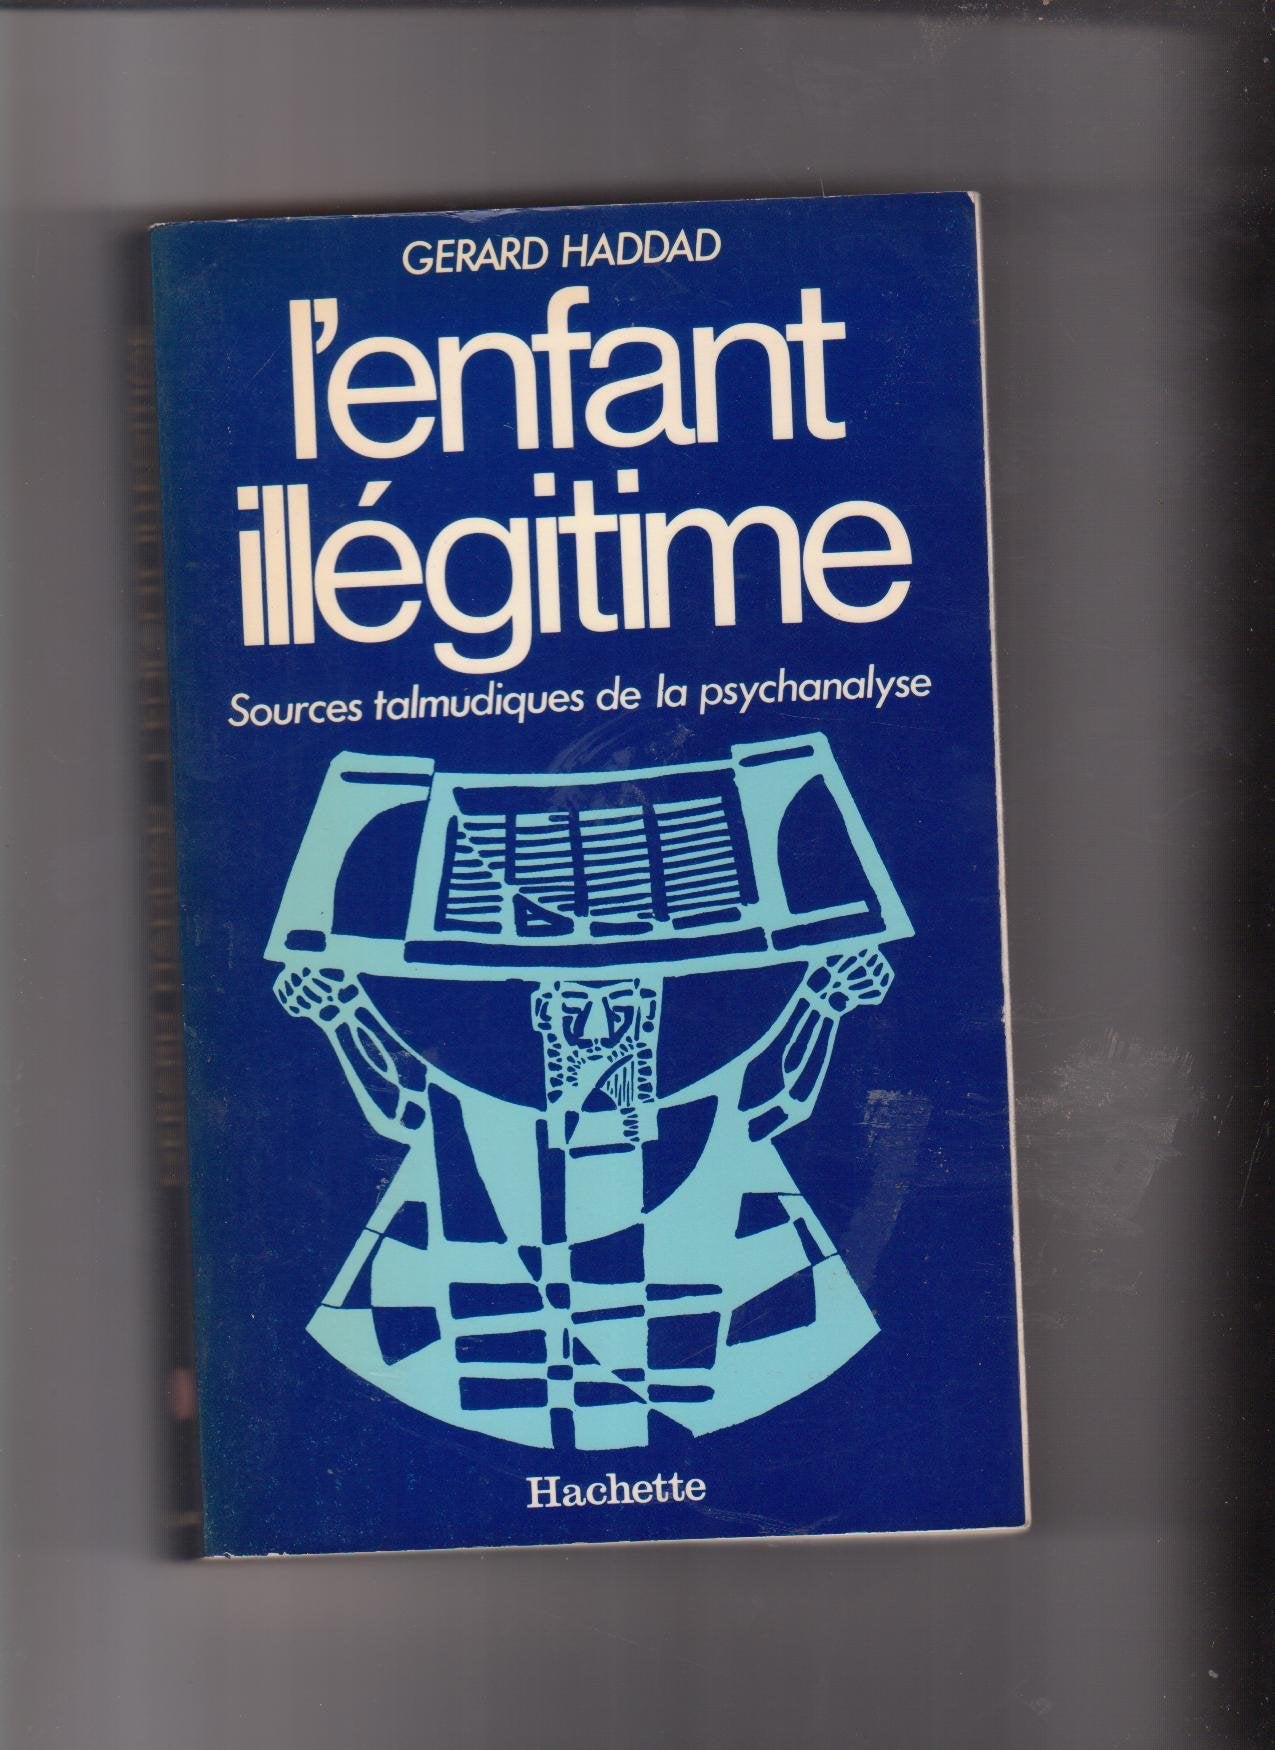 GERARD HADDAD
l'enfant
illégitime
Sources talmudiques de la psychanalyse
Hachette